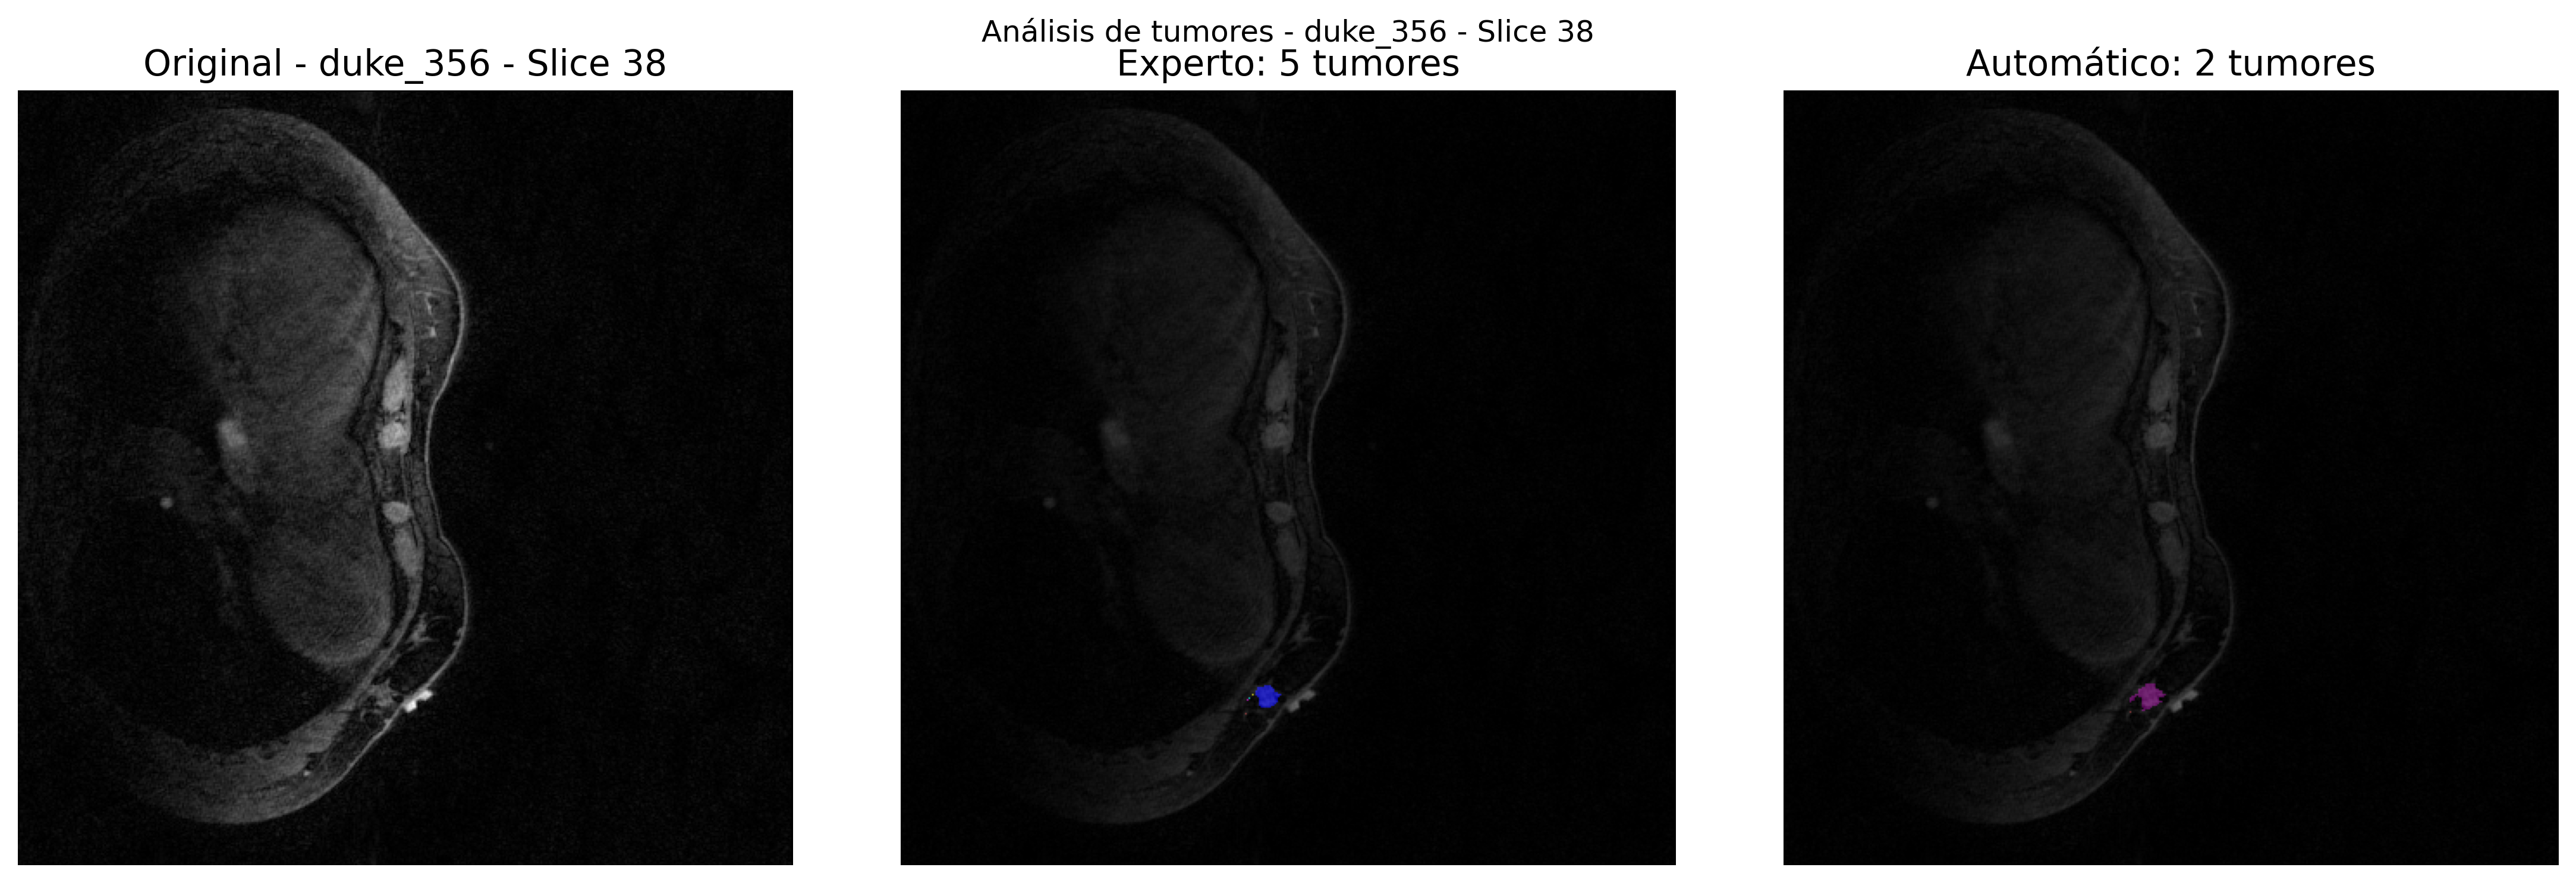 Análisis de tumores - duke_356 - Slice 38
Original - duke_356 - Slice 38
Experto: 5 tumores
Automático: 2 tumores